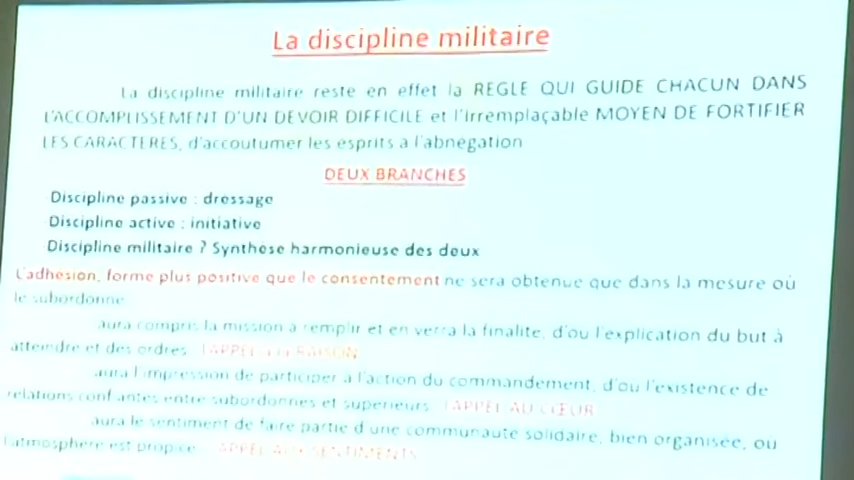 La discipline militaire
La discipline militaire reste en effet la REGLE QUI GUIDE CHACUN DANS
L'ACCOMPLISSEMENT D'UN DEVOIR DIFFICILE et l'irremplaçable MOYEN DE FORTIFIER
LES CARACTERES, d'accoutumer les esprits a l'abnegation
DEUX BRANCHES
Discipline passive : dressage
Discipline active : initiative
Discipline militaire ? Synthese harmonieuse des deux
L'adhésion, forme plus positive que le consentement ne sera obtenue que dans la mesure où
le subordonne
aura compris la mission a remplir et en verra la finalite, d'ou l'explication du but à
atteindre et des ordres L'APPEL A LA RAISON
aura l'impression de participer a l'action du commandement, d'ou l'existence de
relations confiantes entre subordonnes et superieurs L'APPEL AU CŒUR
aura le sentiment de faire partie d'une communaute solidaire, bien organisee, ou
l'atmosphere est propice L'APPEL AUX SENTIMENTS